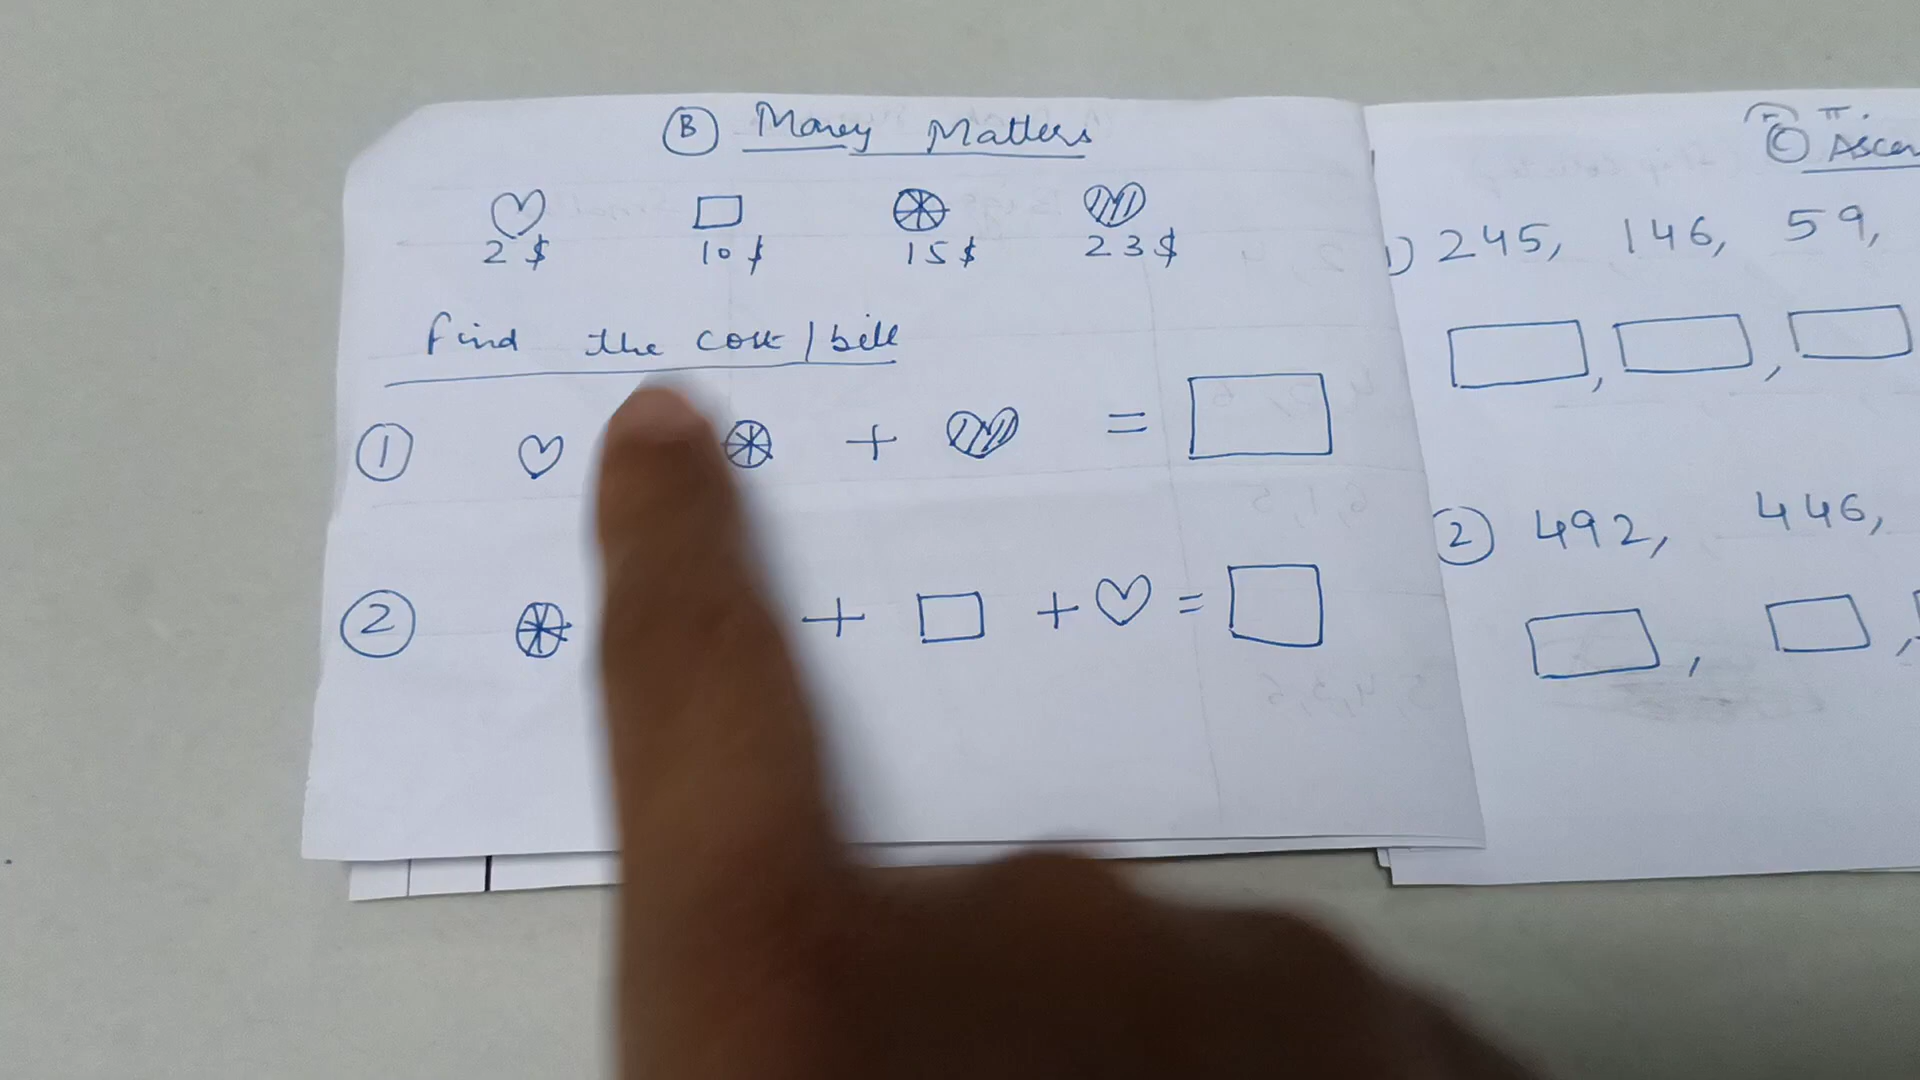 B Money Matters
2 $ 10 $ 15 $ 23 $
Find the cost / bill
1 + =
2 + + =
C Ascen
1) 245, 146, 59,
, ,
2 492, 446,
, ,